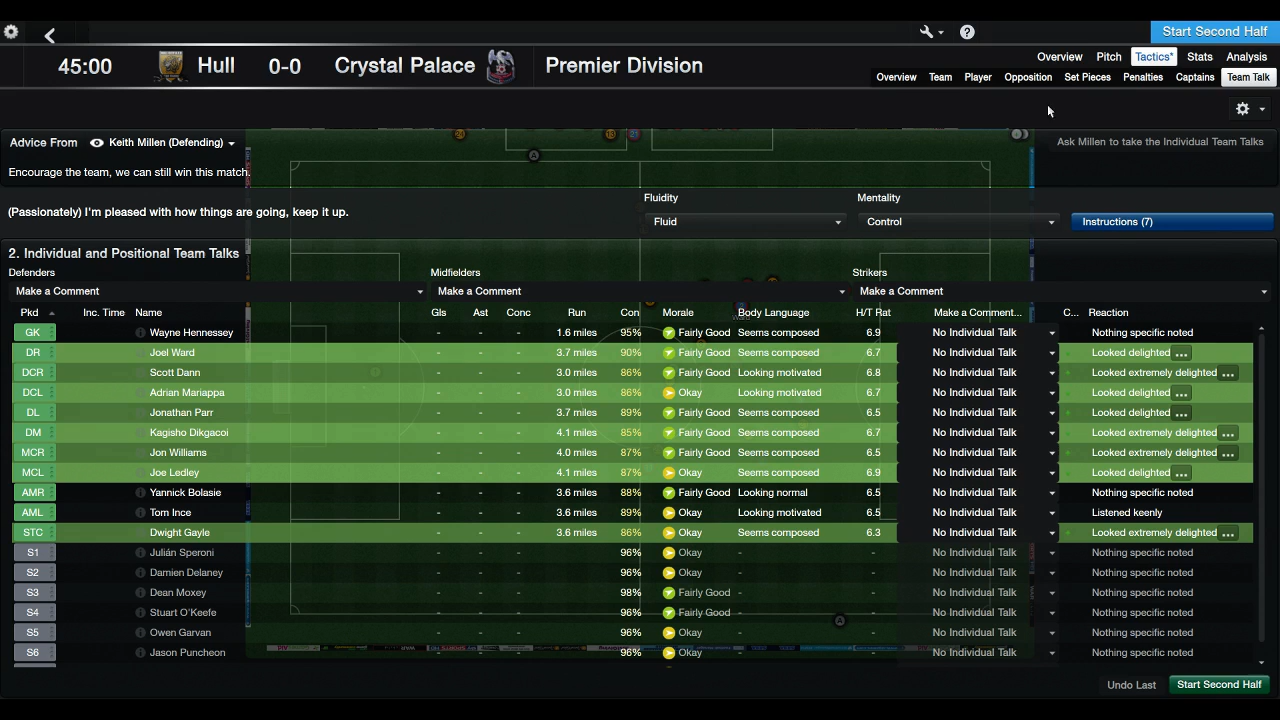 Start Second Half
45:00 Hull 0-0 Crystal Palace Premier Division
Overview Pitch Tactics* Stats Analysis
Overview Team Player Opposition Set Pieces Penalties Captains Team Talk
Advice From Keith Millen (Defending) Ask Millen to take the Individual Team Talks
Encourage the team, we can still win this match.
Fluidity Mentality
(Passionately) I'm pleased with how things are going, keep it up. Fluid Control Instructions (7)
2. Individual and Positional Team Talks
Defenders Midfielders Strikers
Make a Comment Make a Comment Make a Comment
Pkd Inc. Time Name Gls Ast Conc Run Con Morale Body Language H/T Rat Make a Comment... C... Reaction
GK Wayne Hennessey - - - 1.6 miles 95% Fairly Good Seems composed 6.9 No Individual Talk Nothing specific noted
DR Joel Ward - - - 3.7 miles 90% Fairly Good Seems composed 6.7 No Individual Talk Looked delighted ...
DCR Scott Dann - - - 3.0 miles 86% Fairly Good Looking motivated 6.8 No Individual Talk Looked extremely delighted ...
DCL Adrian Mariappa - - - 3.0 miles 86% Okay Looking motivated 6.7 No Individual Talk Looked delighted ...
DL Jonathan Parr - - - 3.7 miles 89% Fairly Good Seems composed 6.5 No Individual Talk Looked delighted ...
DM Kagisho Dikgacoi - - - 4.1 miles 85% Fairly Good Seems composed 6.7 No Individual Talk Looked extremely delighted ...
MCR Jon Williams - - - 4.0 miles 87% Fairly Good Seems composed 6.5 No Individual Talk Looked extremely delighted ...
MCL Joe Ledley - - - 4.1 miles 87% Okay Seems composed 6.9 No Individual Talk Looked delighted ...
AMR Yannick Bolasie - - - 3.6 miles 88% Fairly Good Looking normal 6.5 No Individual Talk Nothing specific noted
AML Tom Ince - - - 3.6 miles 89% Okay Looking motivated 6.5 No Individual Talk Listened keenly
STC Dwight Gayle - - - 3.6 miles 86% Okay Seems composed 6.3 No Individual Talk Looked extremely delighted ...
S1 Julián Speroni - - - 96% Okay - - No Individual Talk Nothing specific noted
S2 Damien Delaney - - - 96% Okay - - No Individual Talk Nothing specific noted
S3 Dean Moxey - - - 98% Fairly Good - - No Individual Talk Nothing specific noted
S4 Stuart O'Keefe - - - 96% Fairly Good - - No Individual Talk Nothing specific noted
S5 Owen Garvan - - - 96% Okay - - No Individual Talk Nothing specific noted
S6 Jason Puncheon - - - 96% Okay - - No Individual Talk Nothing specific noted
Undo Last Start Second Half